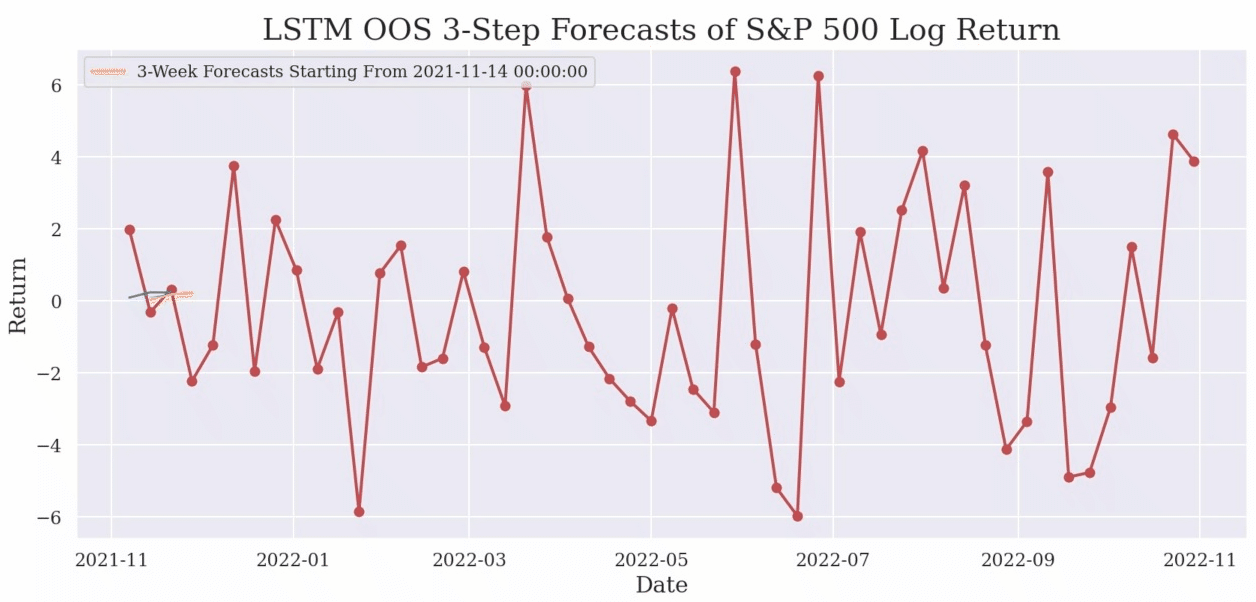 LSTM OOS 3-Step Forecasts of S&P 500 Log Return
3-Week Forecasts Starting From 2021-11-14 00:00:00
Return
6
4
2
0
−2
−4
−6
2021-11 2022-01 2022-03 2022-05 2022-07 2022-09 2022-11
Date